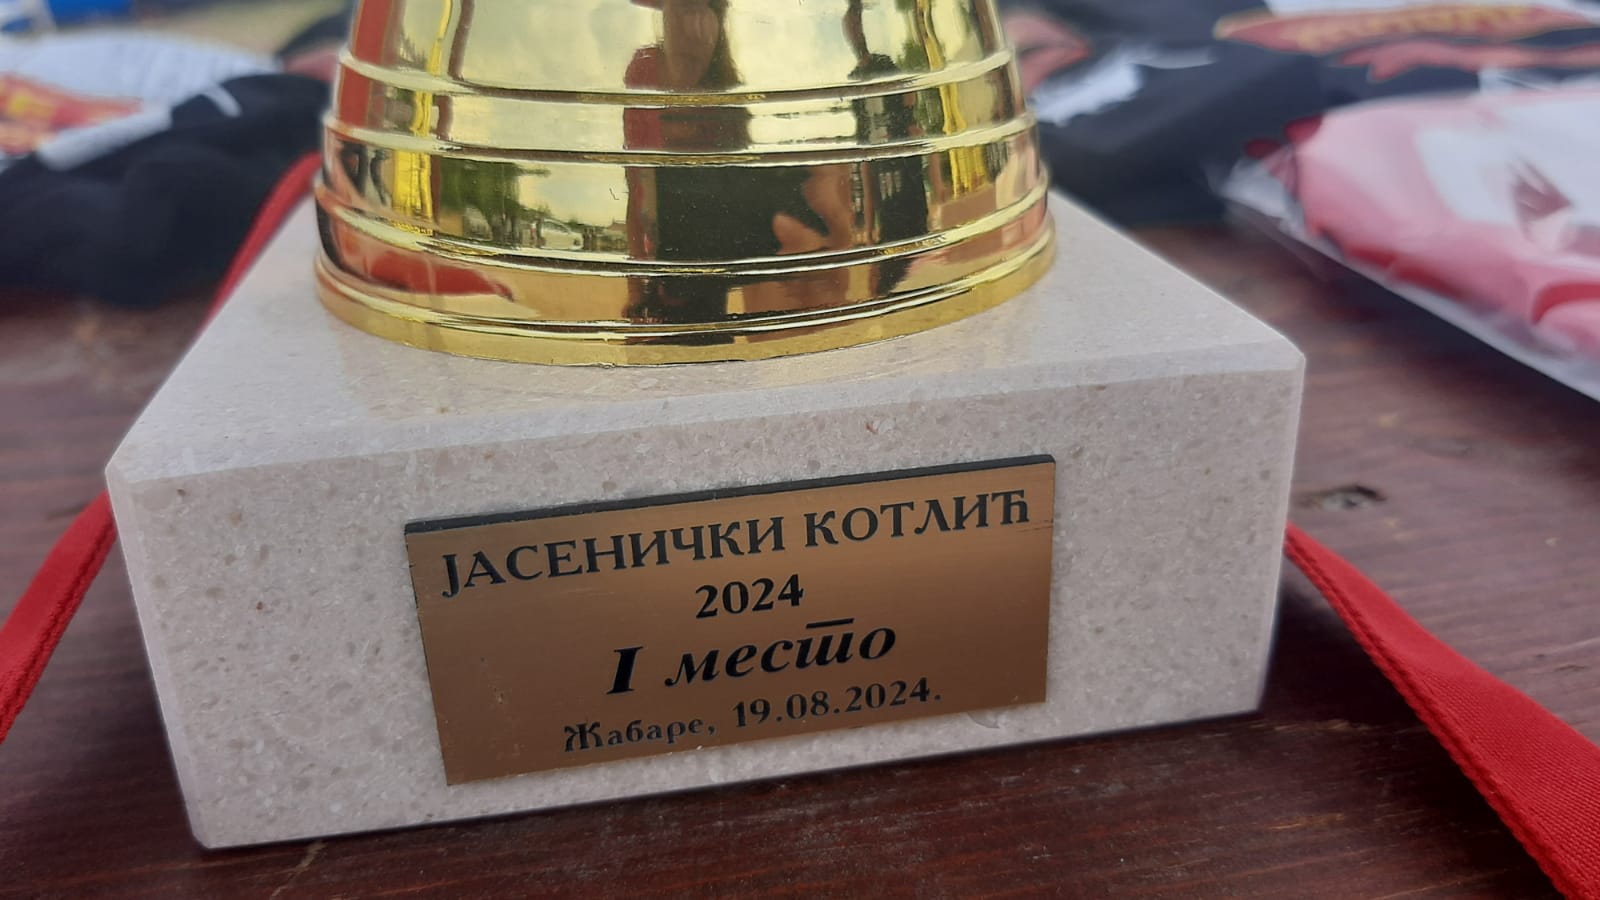 ЈАСЕНИЧКИ КОТЛИЋ
2024
I место
Жабаре, 19.08.2024.